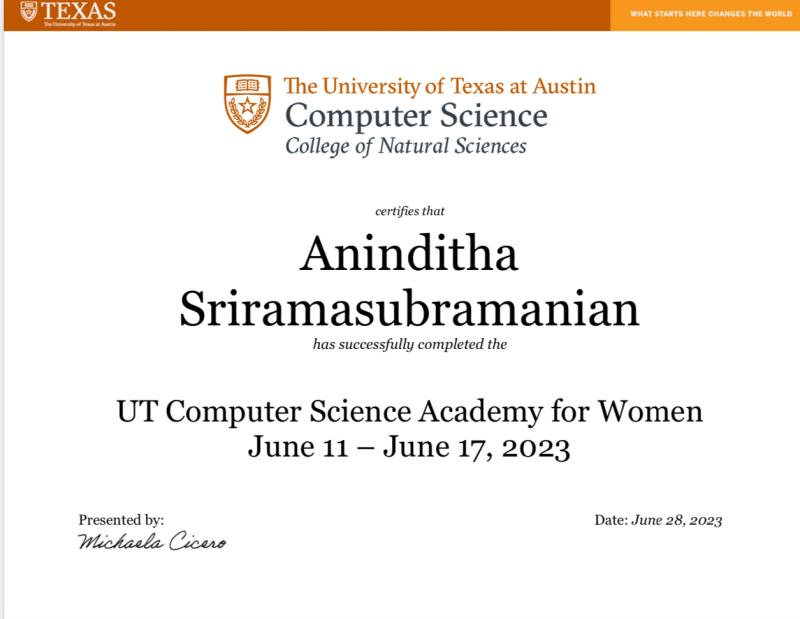 TEXAS
The University of Texas at Austin
WHAT STARTS HERE CHANGES THE WORLD
The University of Texas at Austin
Computer Science
College of Natural Sciences
certifies that
Aninditha
Sriramasubramanian
has successfully completed the
UT Computer Science Academy for Women
June 11 – June 17, 2023
Presented by:
Date: June 28, 2023
Michaela Cicero